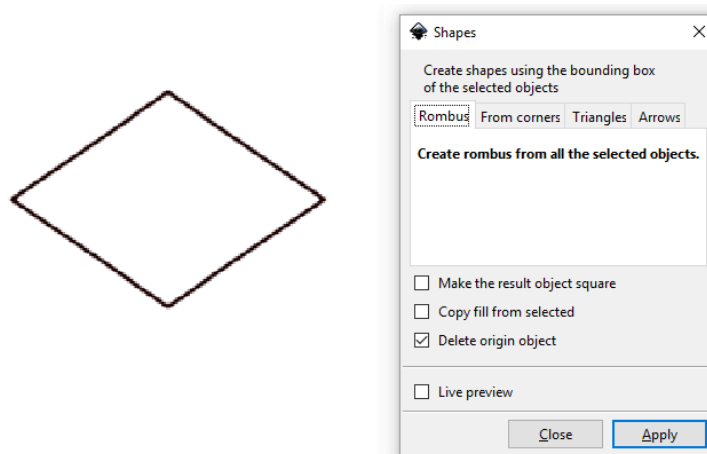 Shapes
Create shapes using the bounding box
of the selected objects
Rombus From corners Triangles Arrows
Create rombus from all the selected objects.
Make the result object square
Copy fill from selected
Delete origin object
Live preview
Close Apply